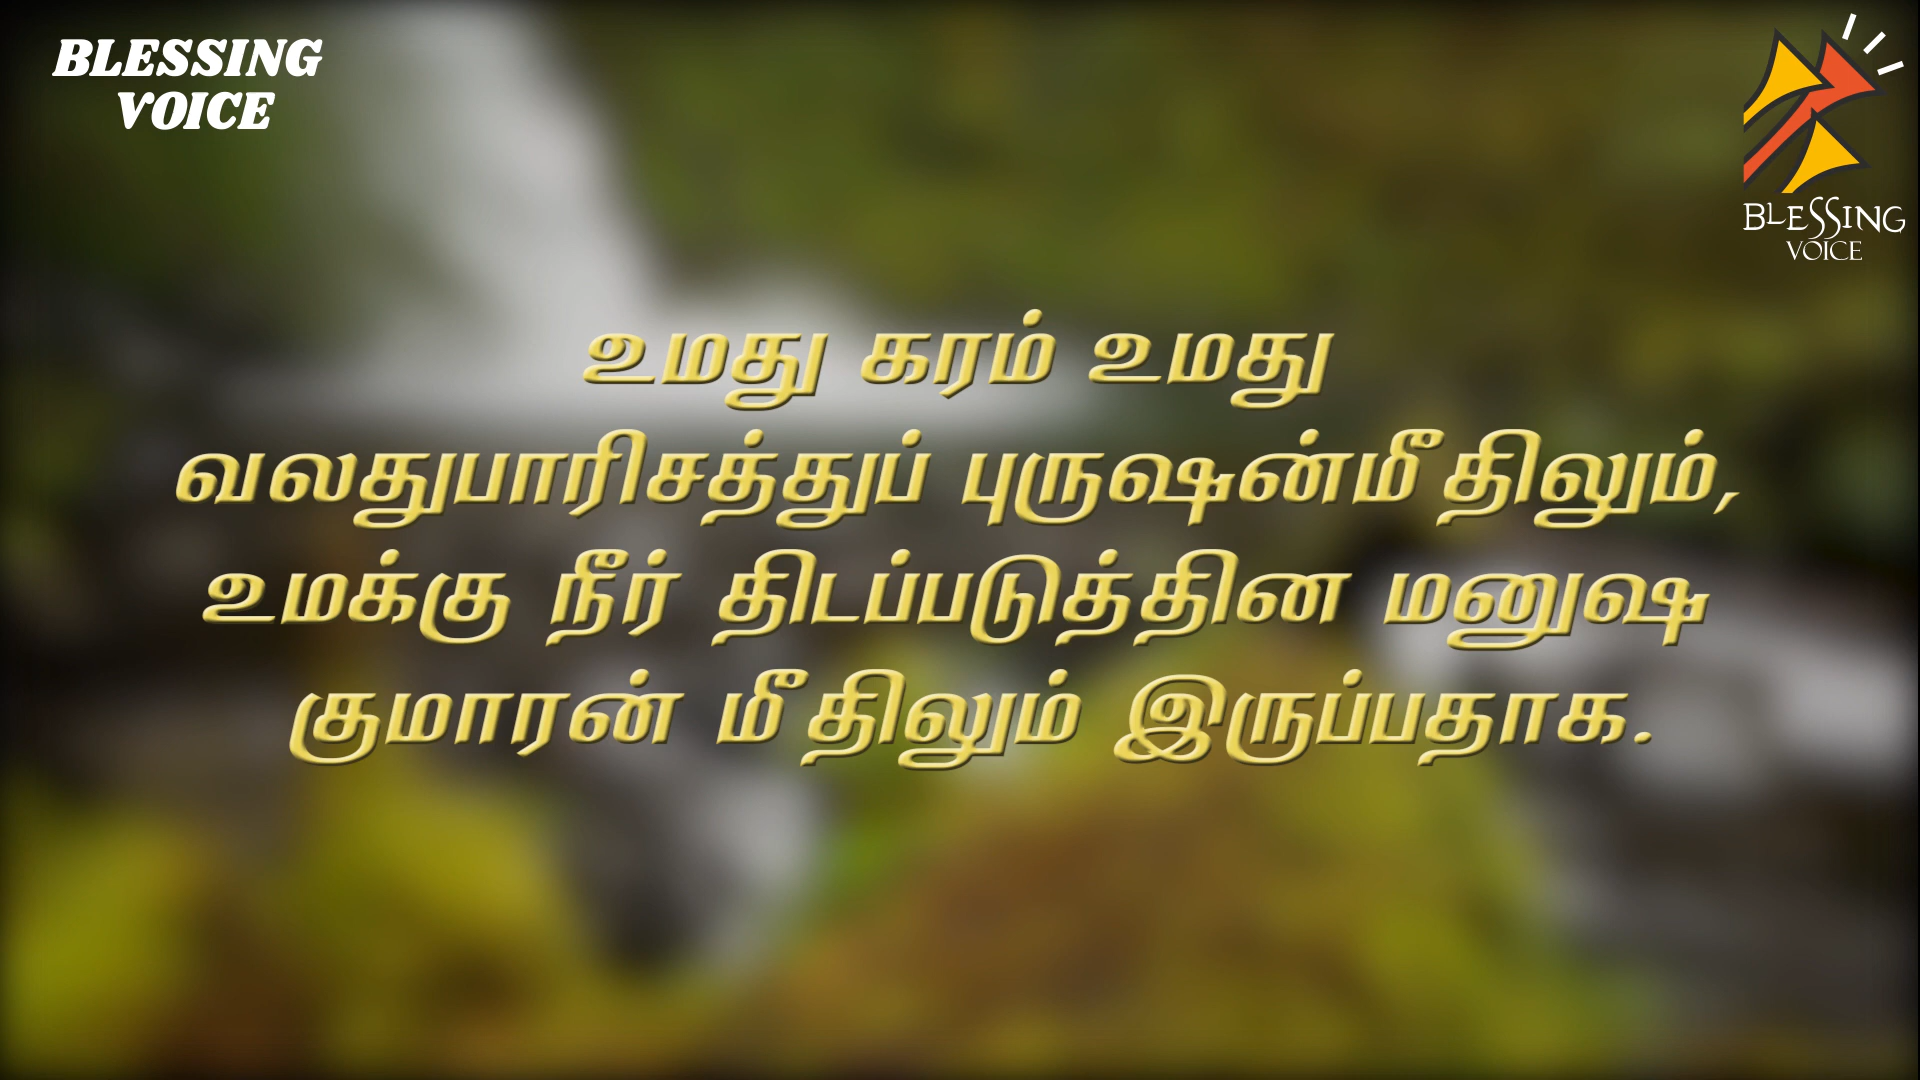 BLESSING
VOICE
BLESSING
VOICE
உமது கரம் உமது
வலதுபாரிசத்துப் புருஷன்மீதிலும்,
உமக்கு நீர் திடப்படுத்தின மனுஷ
குமாரன் மீதிலும் இருப்பதாக.